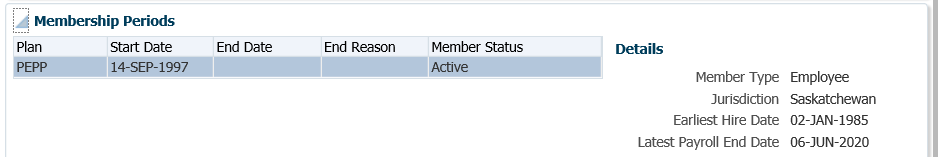 Membership Periods
Plan Start Date End Date End Reason Member Status
PEPP 14-SEP-1997 Active
Details
Member Type Employee
Jurisdiction Saskatchewan
Earliest Hire Date 02-JAN-1985
Latest Payroll End Date 06-JUN-2020